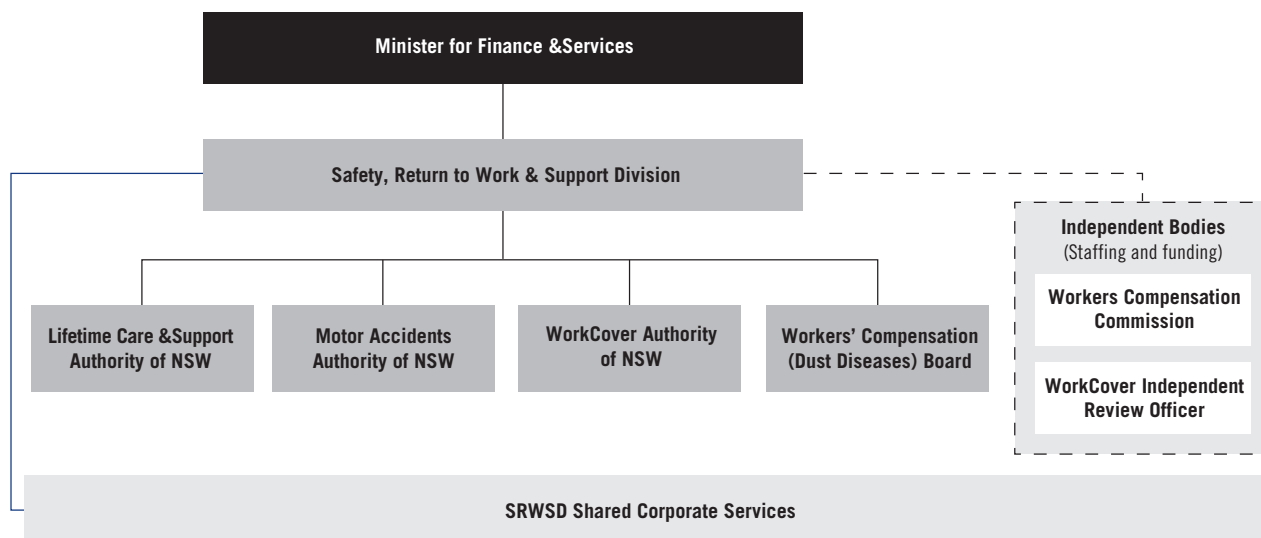 Minister for Finance &Services
Safety, Return to Work & Support Division
Independent Bodies
(Staffing and funding)
Workers Compensation
Commission
WorkCover Independent
Review Officer
Lifetime Care &Support
Authority of NSW
Motor Accidents
Authority of NSW
WorkCover Authority
of NSW
Workers' Compensation
(Dust Diseases) Board
SRWSD Shared Corporate Services